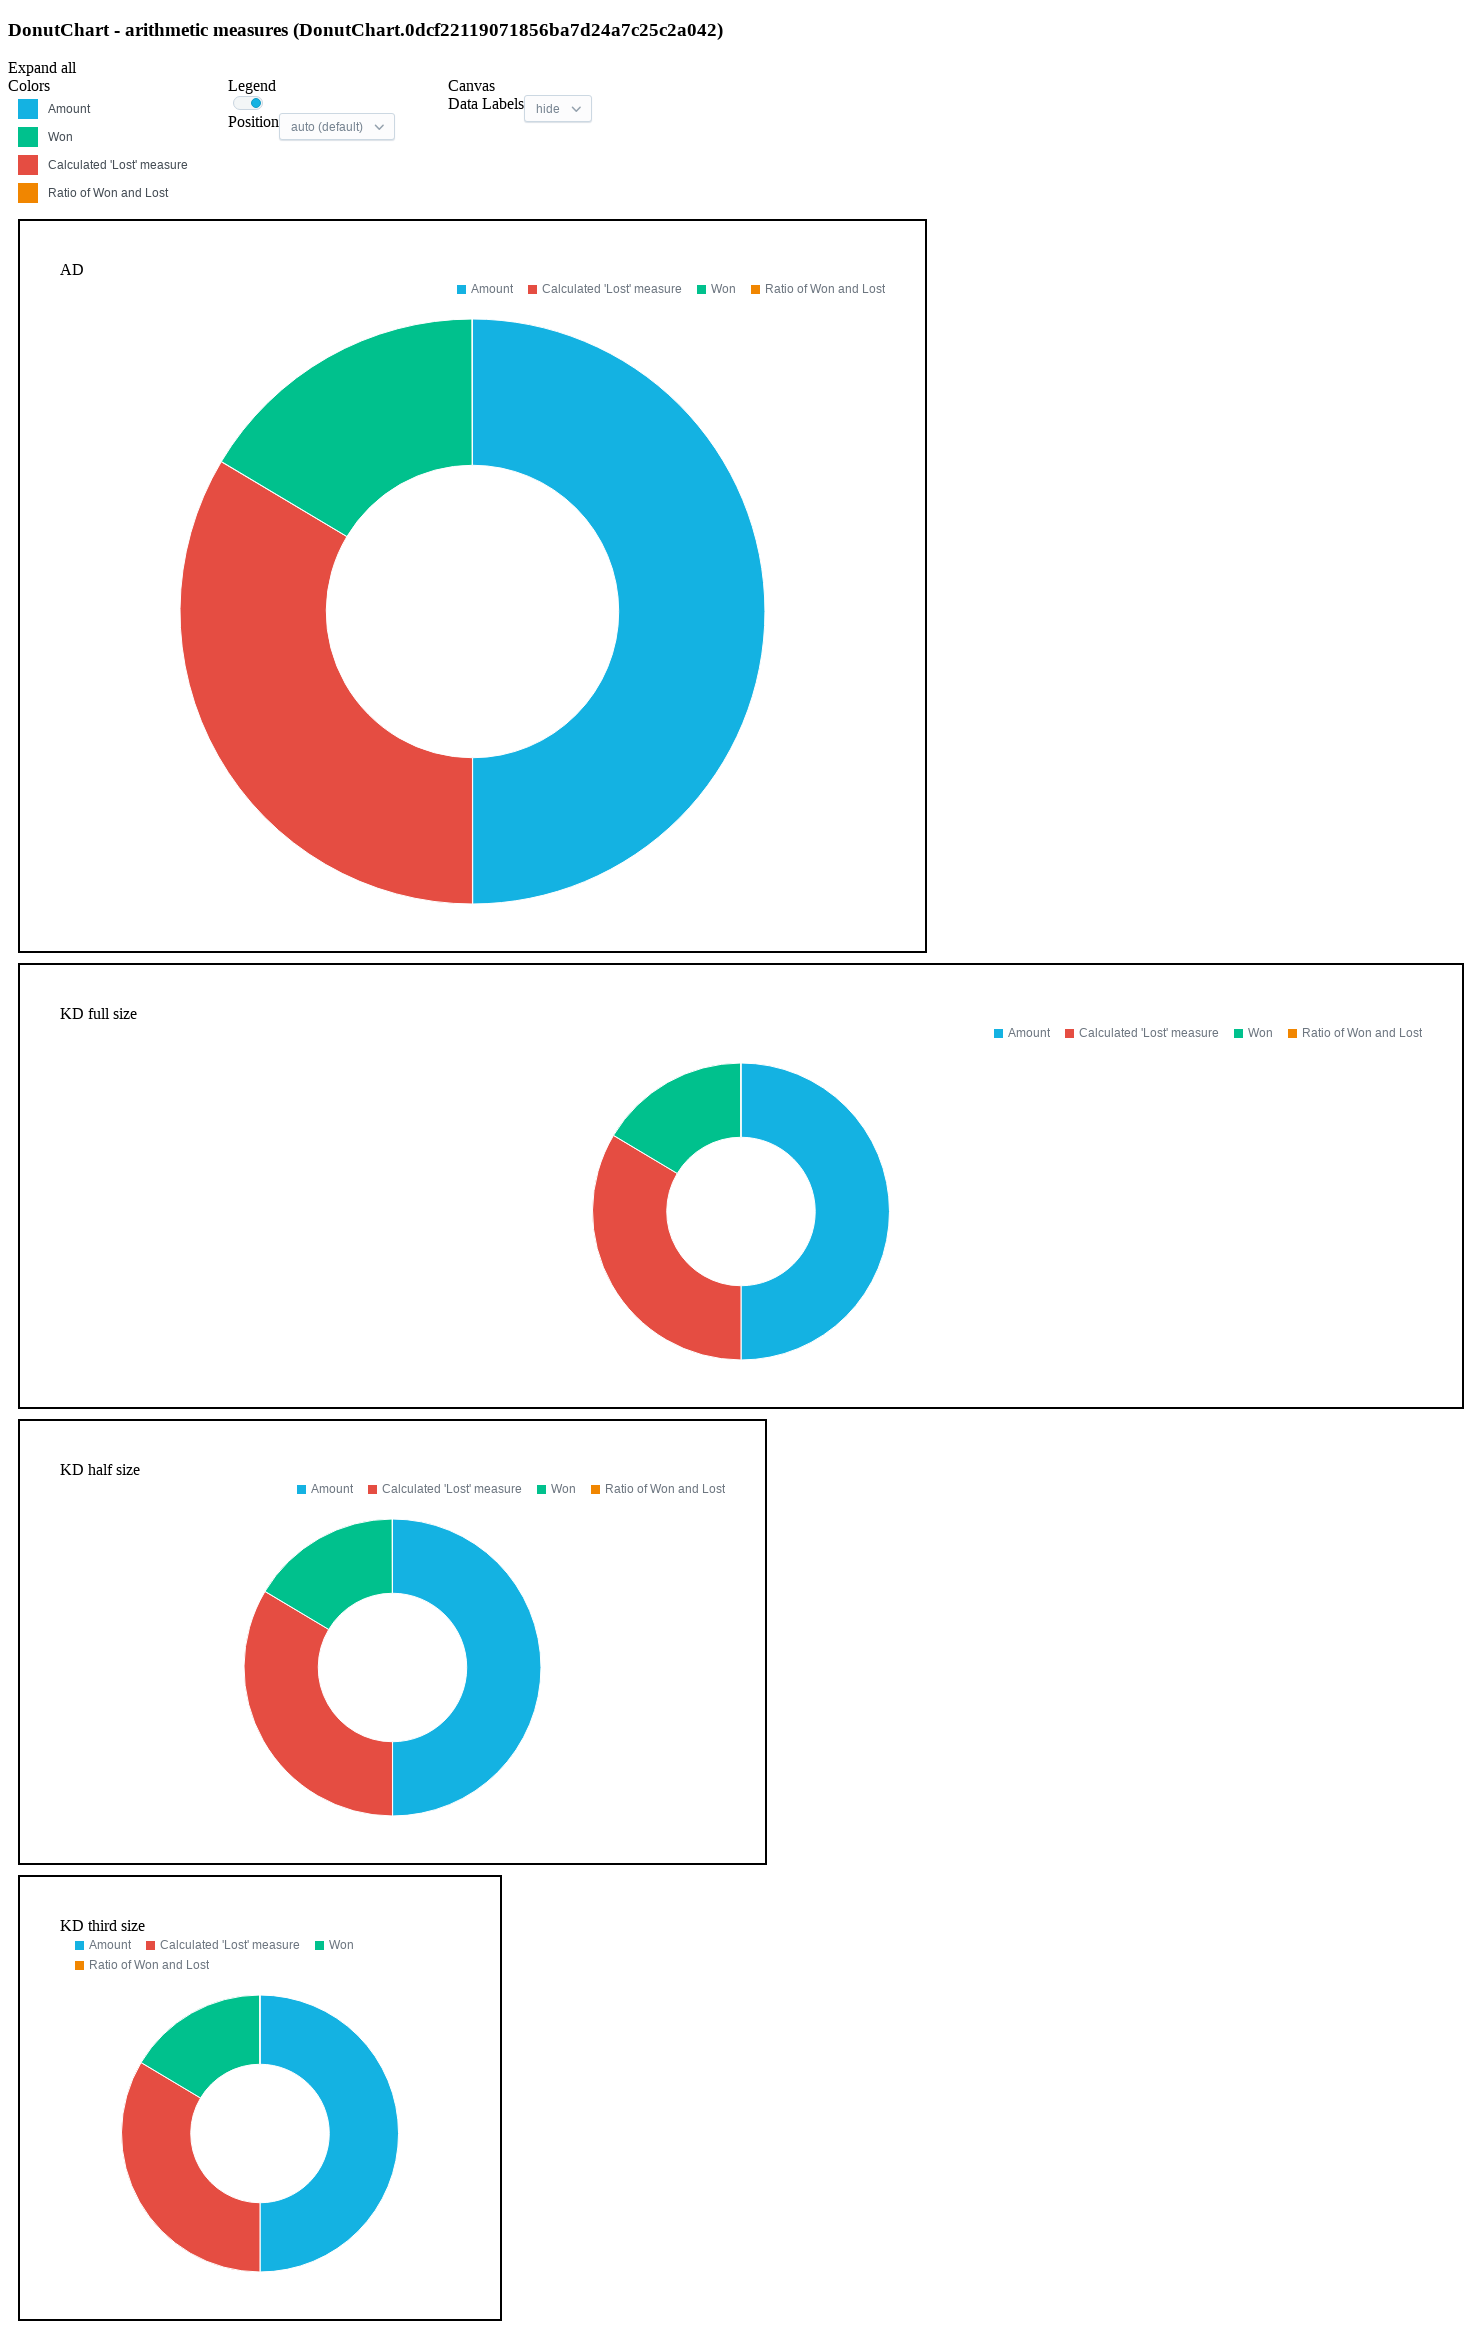 DonutChart - arithmetic measures (DonutChart.0dcf22119071856ba7d24a7c25c2a042)
Expand all
Colors
Amount
Won
Calculated 'Lost' measure
Ratio of Won and Lost
Legend
Position auto (default)
Canvas
Data Labels hide
AD
Amount Calculated 'Lost' measure Won Ratio of Won and Lost
KD full size
Amount Calculated 'Lost' measure Won Ratio of Won and Lost
KD half size
Amount Calculated 'Lost' measure Won Ratio of Won and Lost
KD third size
Amount Calculated 'Lost' measure Won
Ratio of Won and Lost